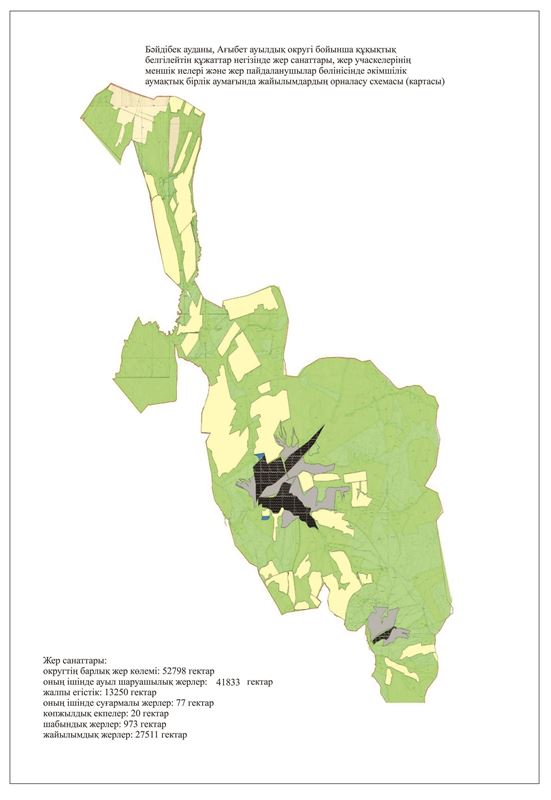 Бәйдібек ауданы, Ағыбет ауылдық округі бойынша құқықтық
белгілейтін құжаттар негізінде жер санаттары, жер учаскелерінің
меншік иелері және жер пайдаланушылар бөлінісінде әкімшілік
аумақтық бірлік аумағында жайылымдардың орналасу схемасы (картасы)
Жер санаттары:
округтің барлық жер көлемі: 52798 гектар
оның ішінде ауыл шаруашылық жерлер: 41833 гектар
жалпы егістік: 13250 гектар
оның ішінде суғармалы жерлер: 77 гектар
көпжылдық екпелер: 20 гектар
шабындық жерлер: 973 гектар
жайылымдық жерлер: 27511 гектар